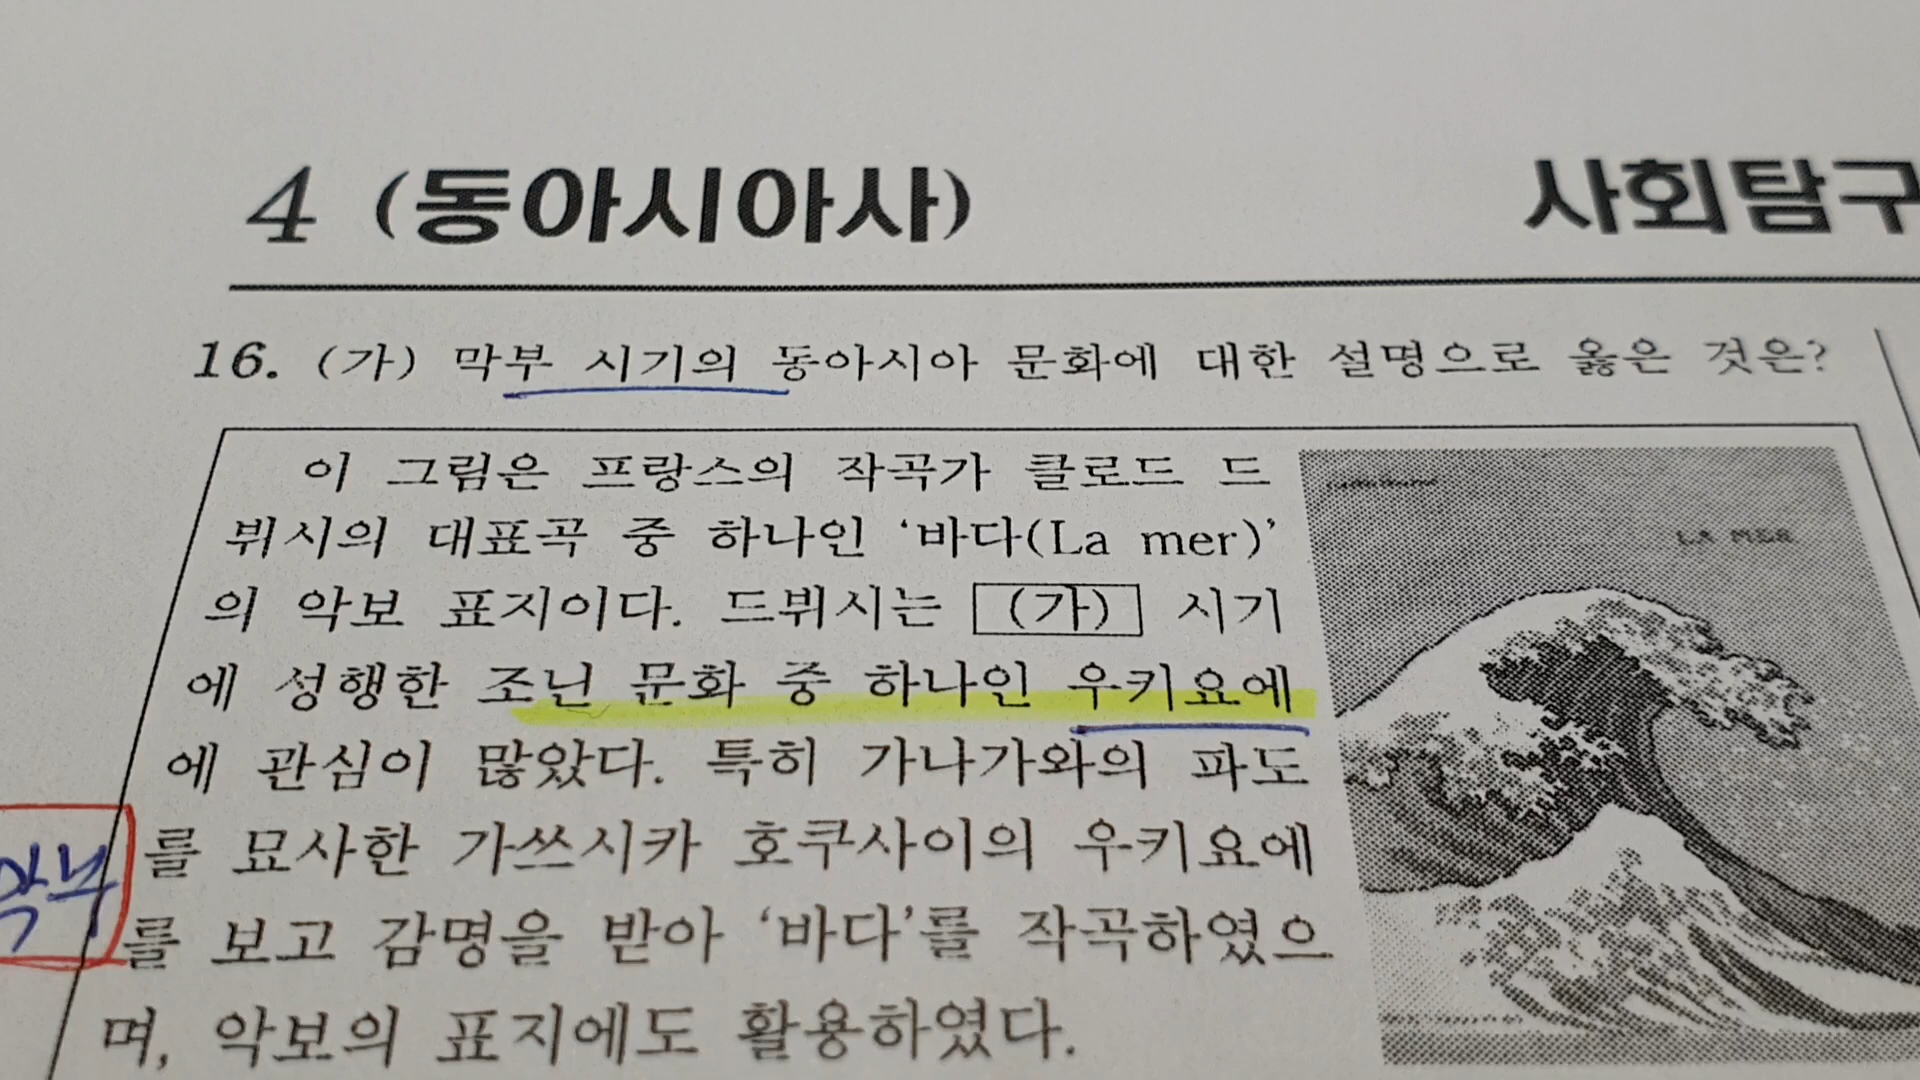 4 (동아시아사)
사회탐구
16. (가) 막부 시기의 동아시아 문화에 대한 설명으로 옳은 것은?
이 그림은 프랑스의 작곡가 클로드 드
뷔시의 대표곡 중 하나인 ‘바다(La mer)’
의 악보 표지이다. 드뷔시는 (가) 시기
에 성행한 조닌 문화 중 하나인 우키요에
에 관심이 많았다. 특히 가나가와의 파도
를 묘사한 가쓰시카 호쿠사이의 우키요에
를 보고 감명을 받아 ‘바다’를 작곡하였으
며, 악보의 표지에도 활용하였다.
LA MER